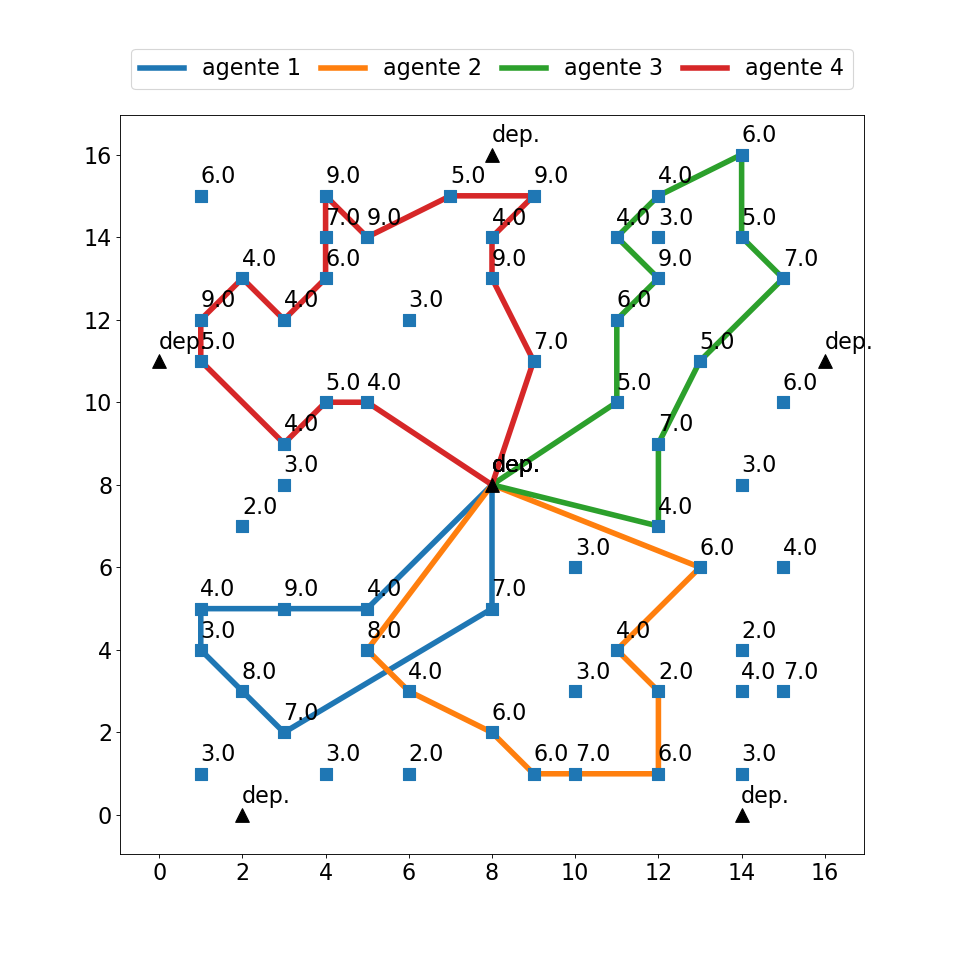 agente 1 agente 2 agente 3 agente 4
dep. 6.0
6.0 9.0 5.0 9.0 4.0
7.0 9.0 4.0 4.0 3.0 5.0
4.0 6.0 9.0 9.0 7.0
9.0 4.0 3.0 6.0
dep. 5.0 7.0 5.0 dep.
5.0 4.0 5.0 6.0
4.0 7.0
3.0 dep. 3.0
2.0 4.0
3.0 6.0 4.0
4.0 9.0 4.0 7.0
3.0 8.0 4.0 2.0
8.0 4.0 3.0 2.0 4.0 7.0
7.0 6.0
3.0 3.0 2.0 6.0 7.0 6.0 3.0
dep. dep.
16
14
12
10
8
6
4
2
0
0 2 4 6 8 10 12 14 16